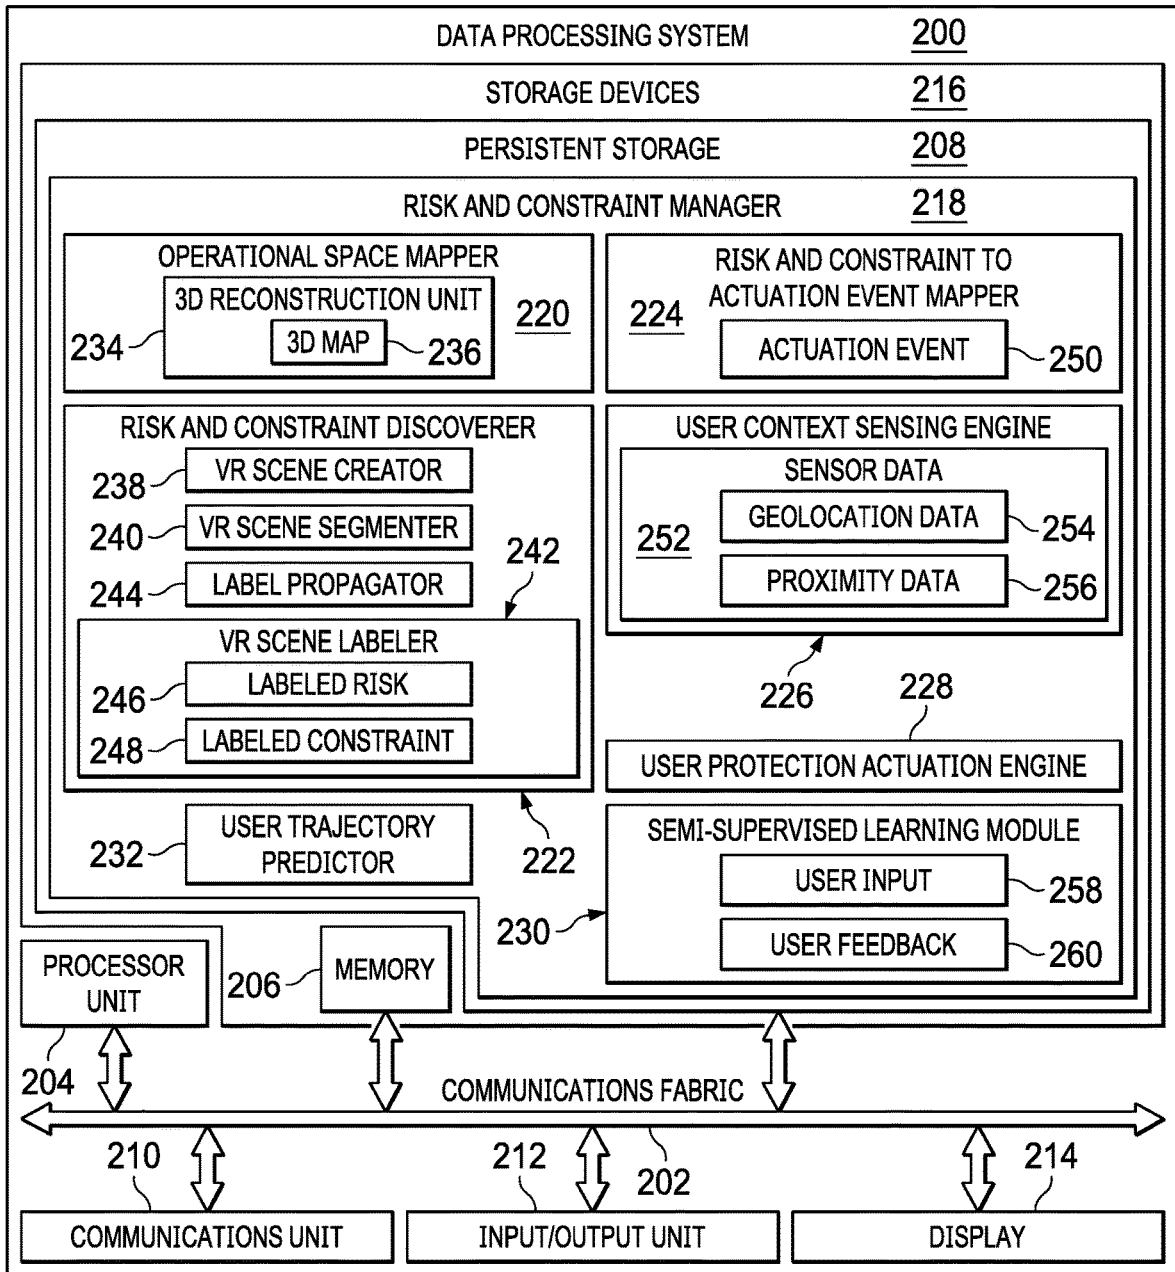 DATA PROCESSING SYSTEM 200
STORAGE DEVICES 216
PERSISTENT STORAGE 208
RISK AND CONSTRAINT MANAGER 218
OPERATIONAL SPACE MAPPER
3D RECONSTRUCTION UNIT
220
234
3D MAP
236
RISK AND CONSTRAINT TO
ACTUATION EVENT MAPPER
224
ACTUATION EVENT
250
RISK AND CONSTRAINT DISCOVERER
238
VR SCENE CREATOR
240
VR SCENE SEGMENTER
242
244
LABEL PROPAGATOR
VR SCENE LABELER
246
LABELED RISK
248
LABELED CONSTRAINT
222
USER CONTEXT SENSING ENGINE
SENSOR DATA
252
GEOLOCATION DATA
254
PROXIMITY DATA
256
226
228
USER PROTECTION ACTUATION ENGINE
232
USER TRAJECTORY
PREDICTOR
SEMI-SUPERVISED LEARNING MODULE
USER INPUT
258
230
USER FEEDBACK
260
PROCESSOR
UNIT
204
206
MEMORY
COMMUNICATIONS FABRIC
202
210
212
214
COMMUNICATIONS UNIT
INPUT/OUTPUT UNIT
DISPLAY